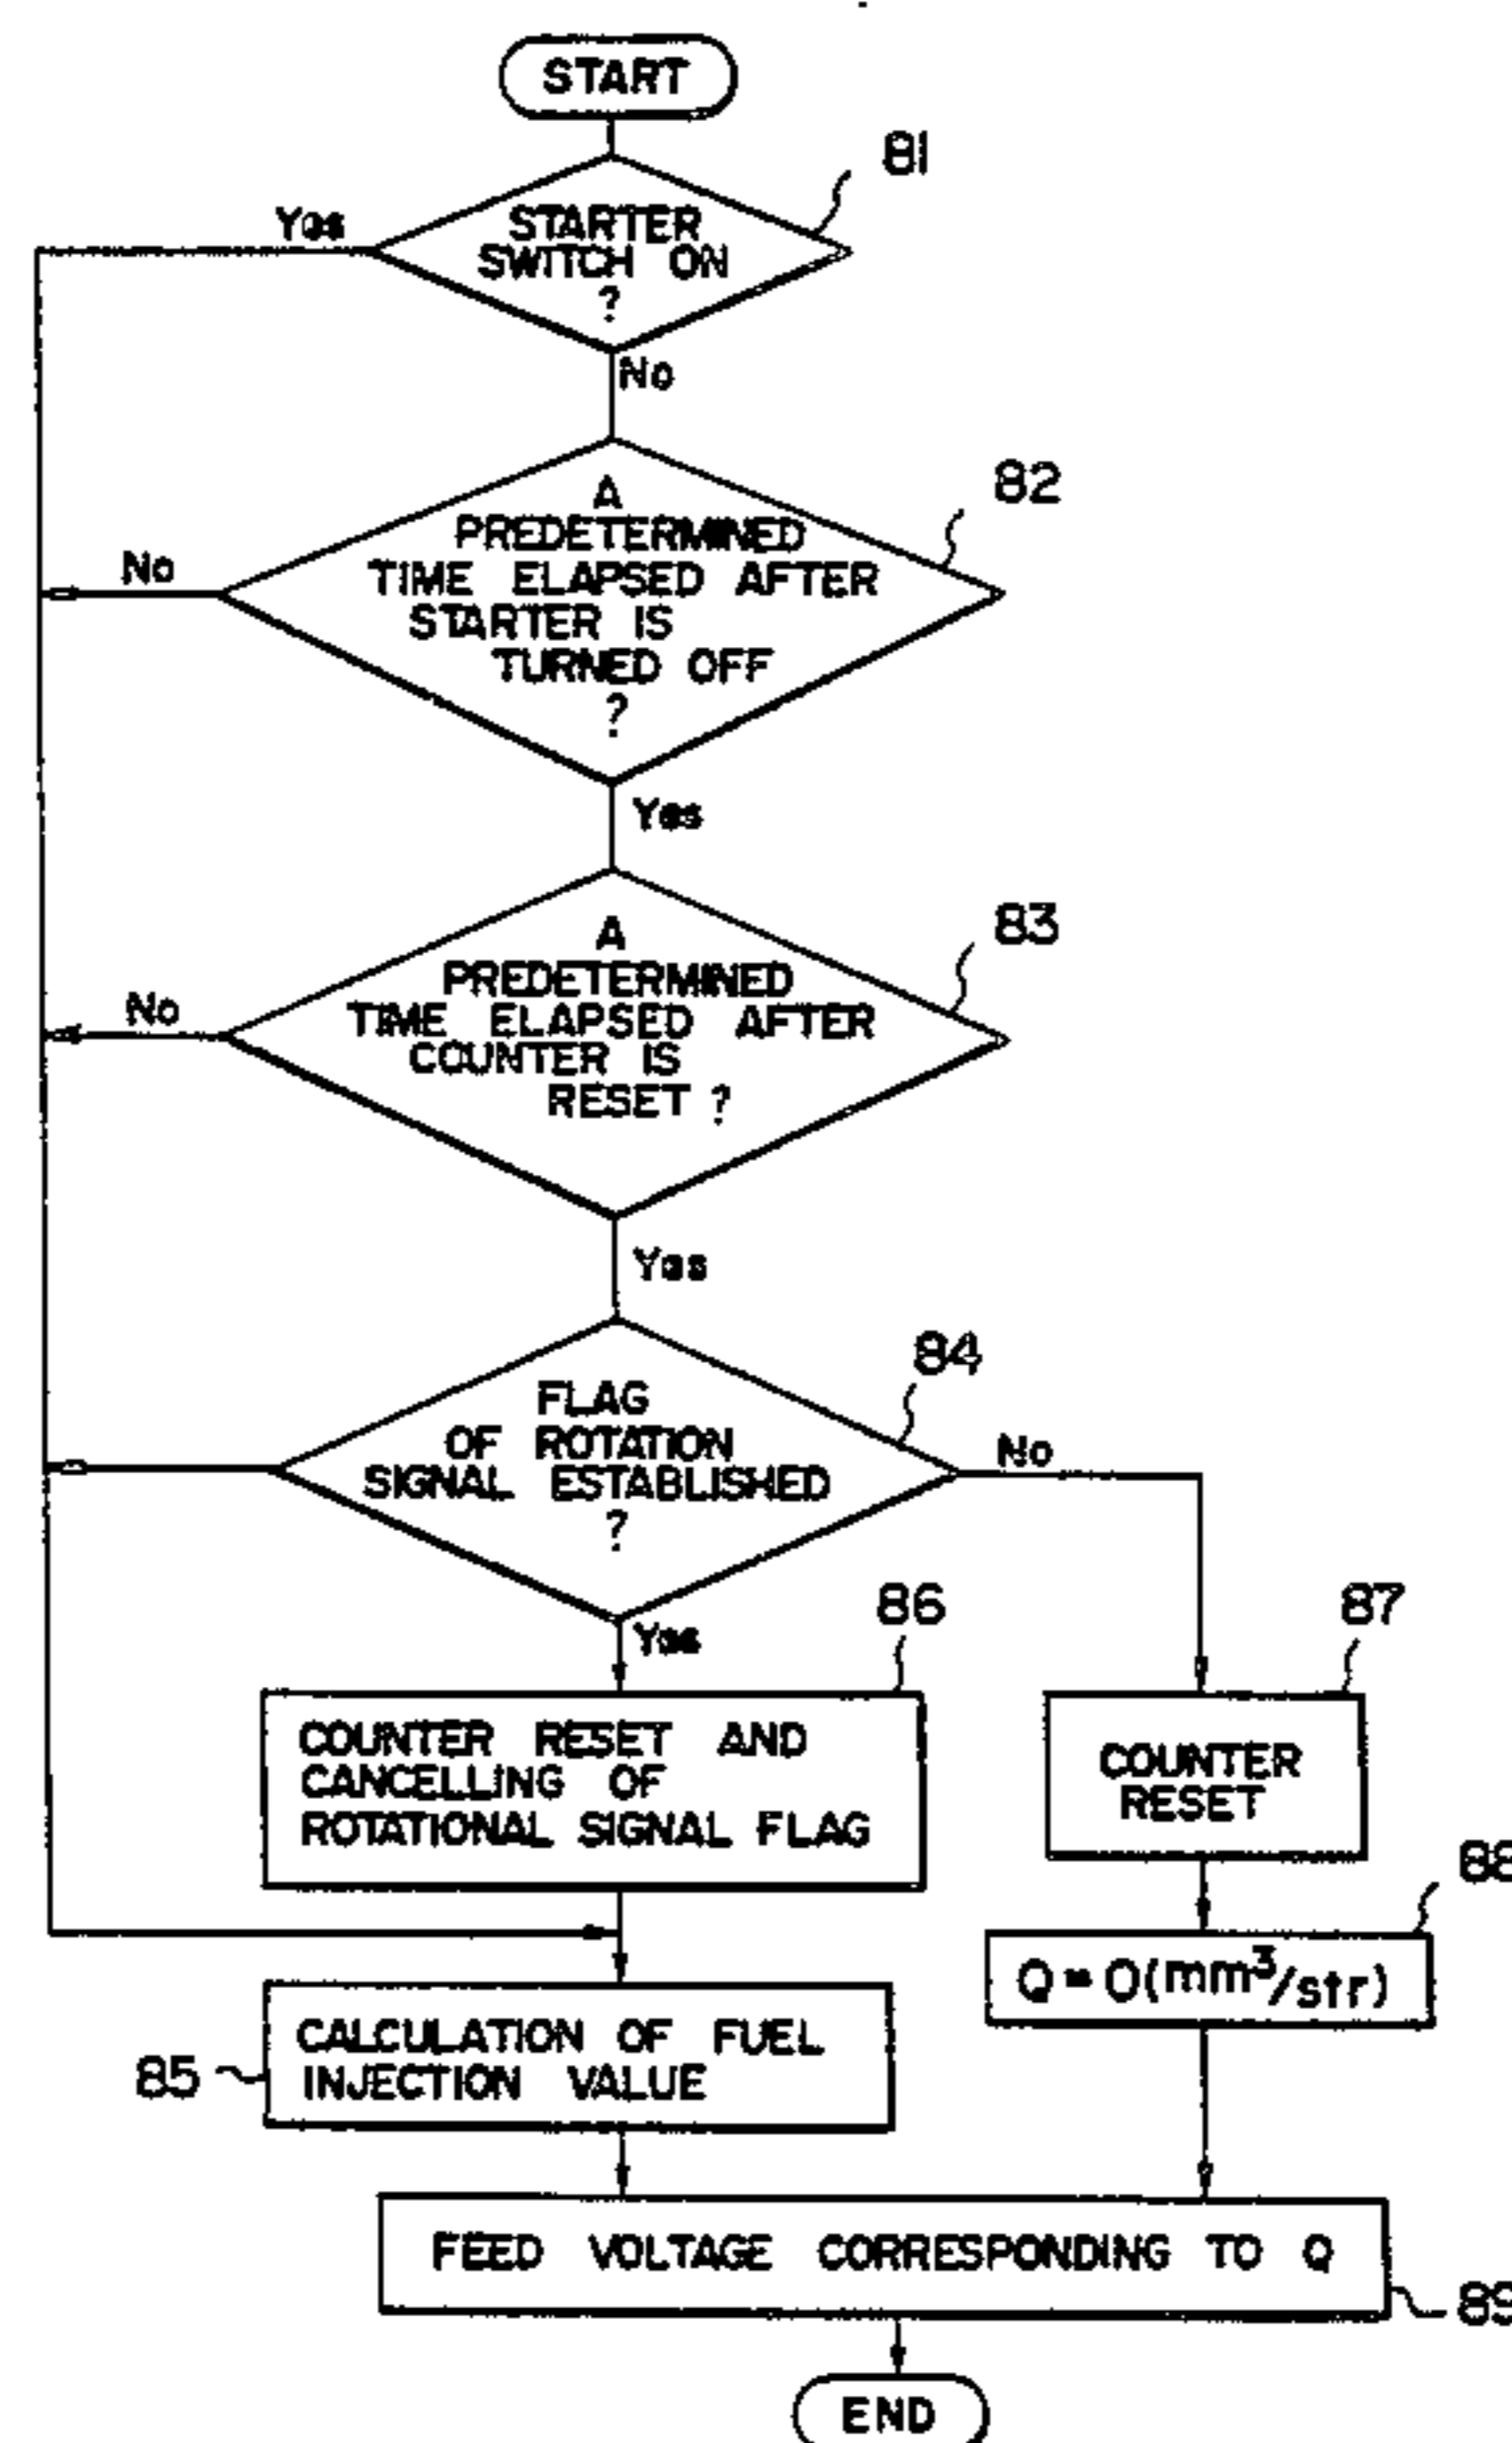 START
81
Yes
STARTER
SWITCH ON
?
No
82
A
PREDETERMINED
TIME ELAPSED AFTER
STARTER IS
TURNED OFF
?
No
Yes
83
A
PREDETERMINED
TIME ELAPSED AFTER
COUNTER IS
RESET ?
No
Yes
84
FLAG
OF ROTATION
SIGNAL ESTABLISHED
?
No
Yes
86
87
COUNTER RESET AND
CANCELLING OF
ROTATIONAL SIGNAL FLAG
COUNTER
RESET
88
Q = 0(mm³/str)
CALCULATION OF FUEL
INJECTION VALUE
85
FEED VOLTAGE CORRESPONDING TO Q
89
END